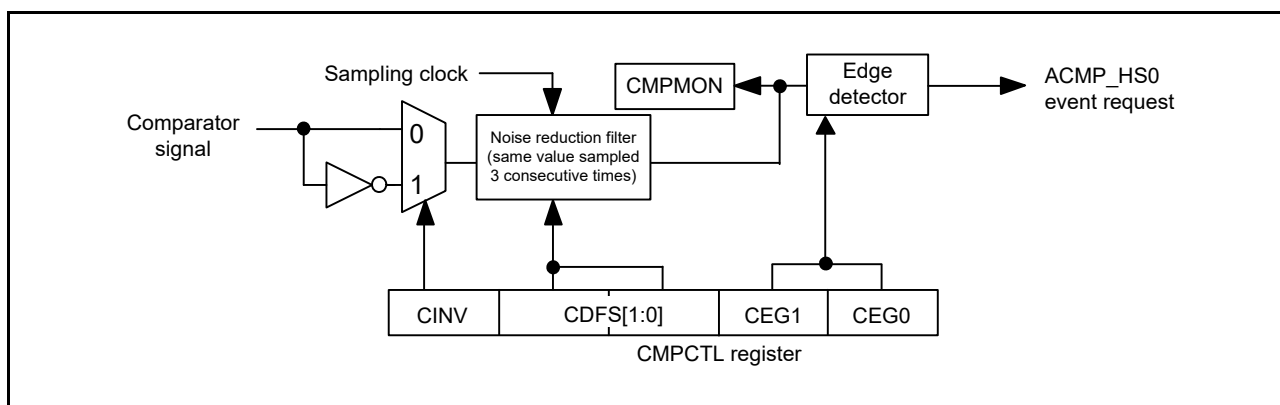 Sampling clock
Comparator
signal
0
1
Noise reduction filter
(same value sampled
3 consecutive times)
CMPMON
Edge
detector
ACMP_HS0
event request
CINV
CDFS[1:0]
CEG1
CEG0
CMPCTL register